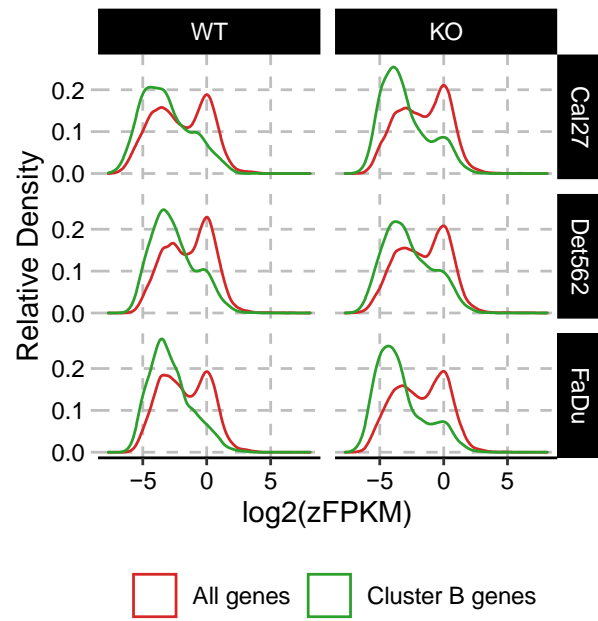 WT KO
0.2
0.1
0.0
Cal27
0.2
0.1
0.0
Det562
0.2
0.1
0.0
FaDu
Relative Density
−5 0 5 −5 0 5
log2(zFPKM)
All genes Cluster B genes